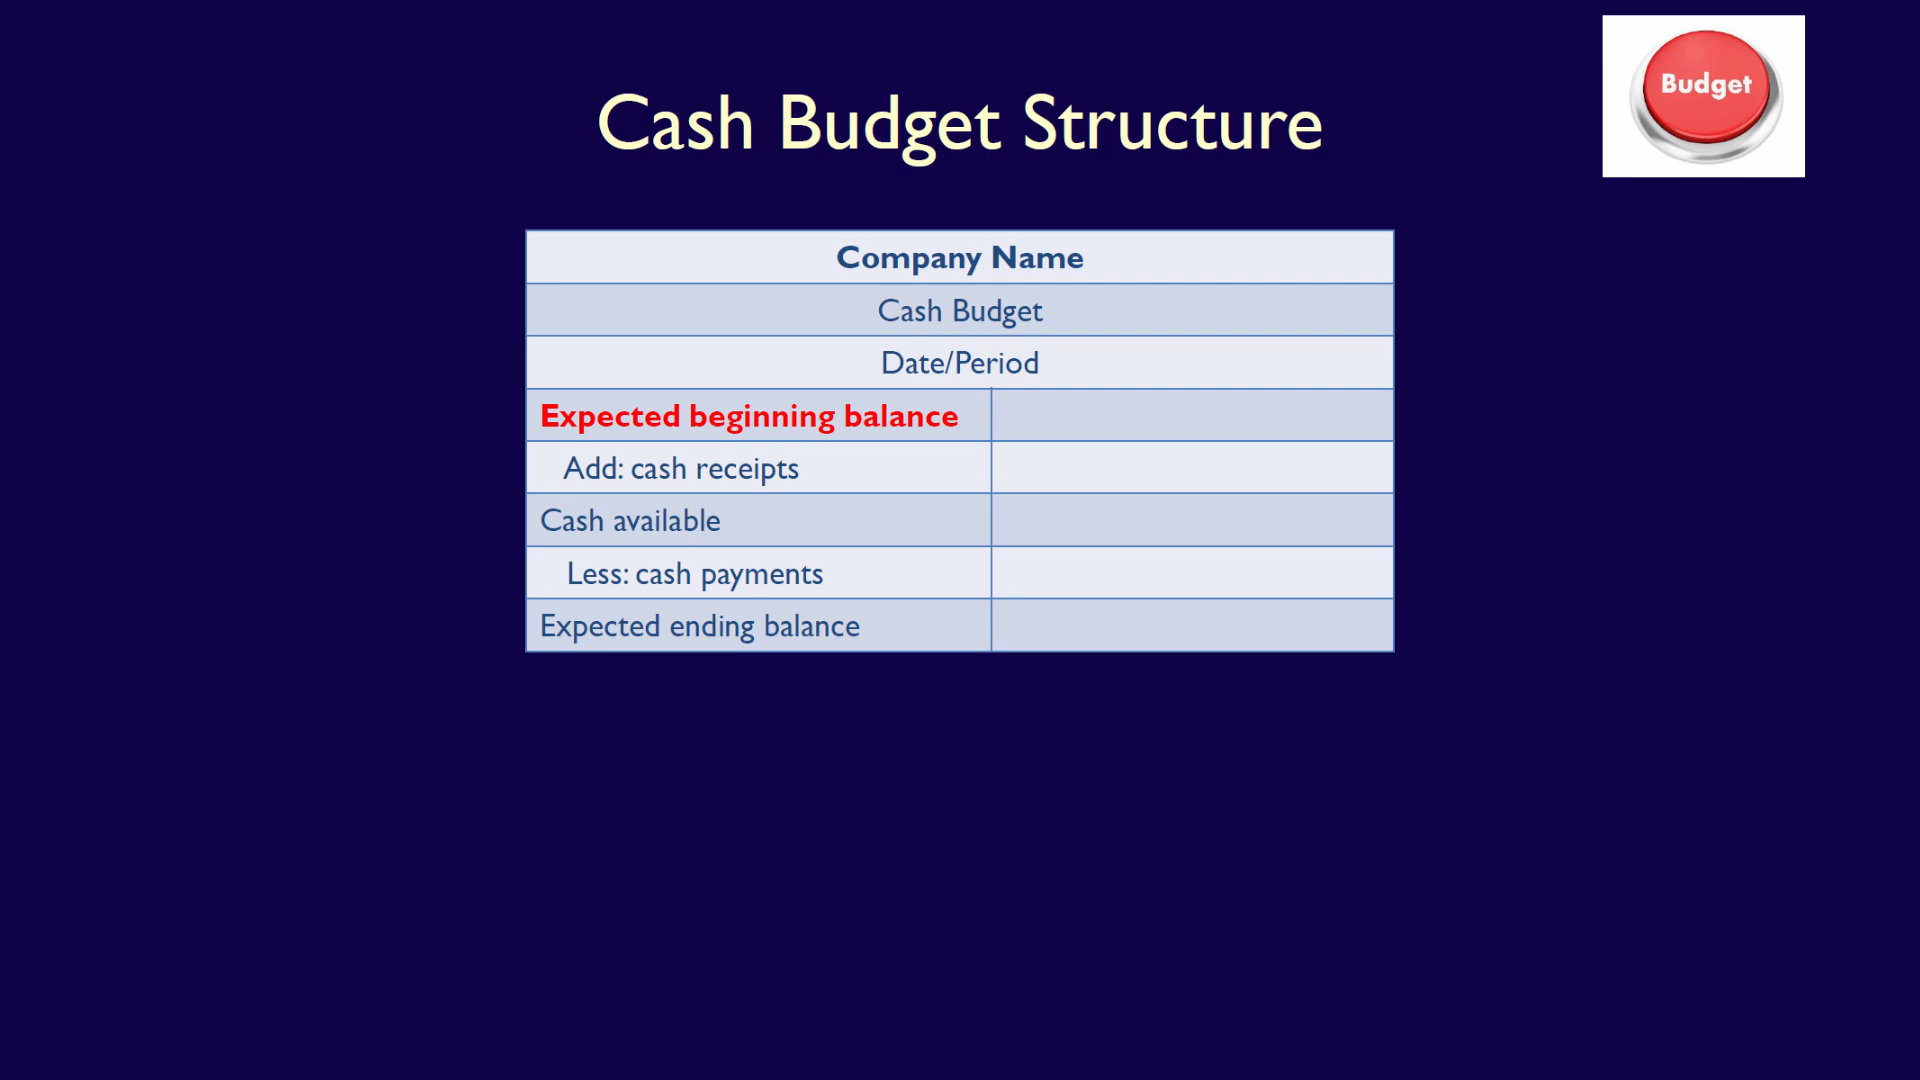 Budget
Cash Budget Structure
Company Name
Cash Budget
Date/Period
Expected beginning balance
Add: cash receipts
Cash available
Less: cash payments
Expected ending balance